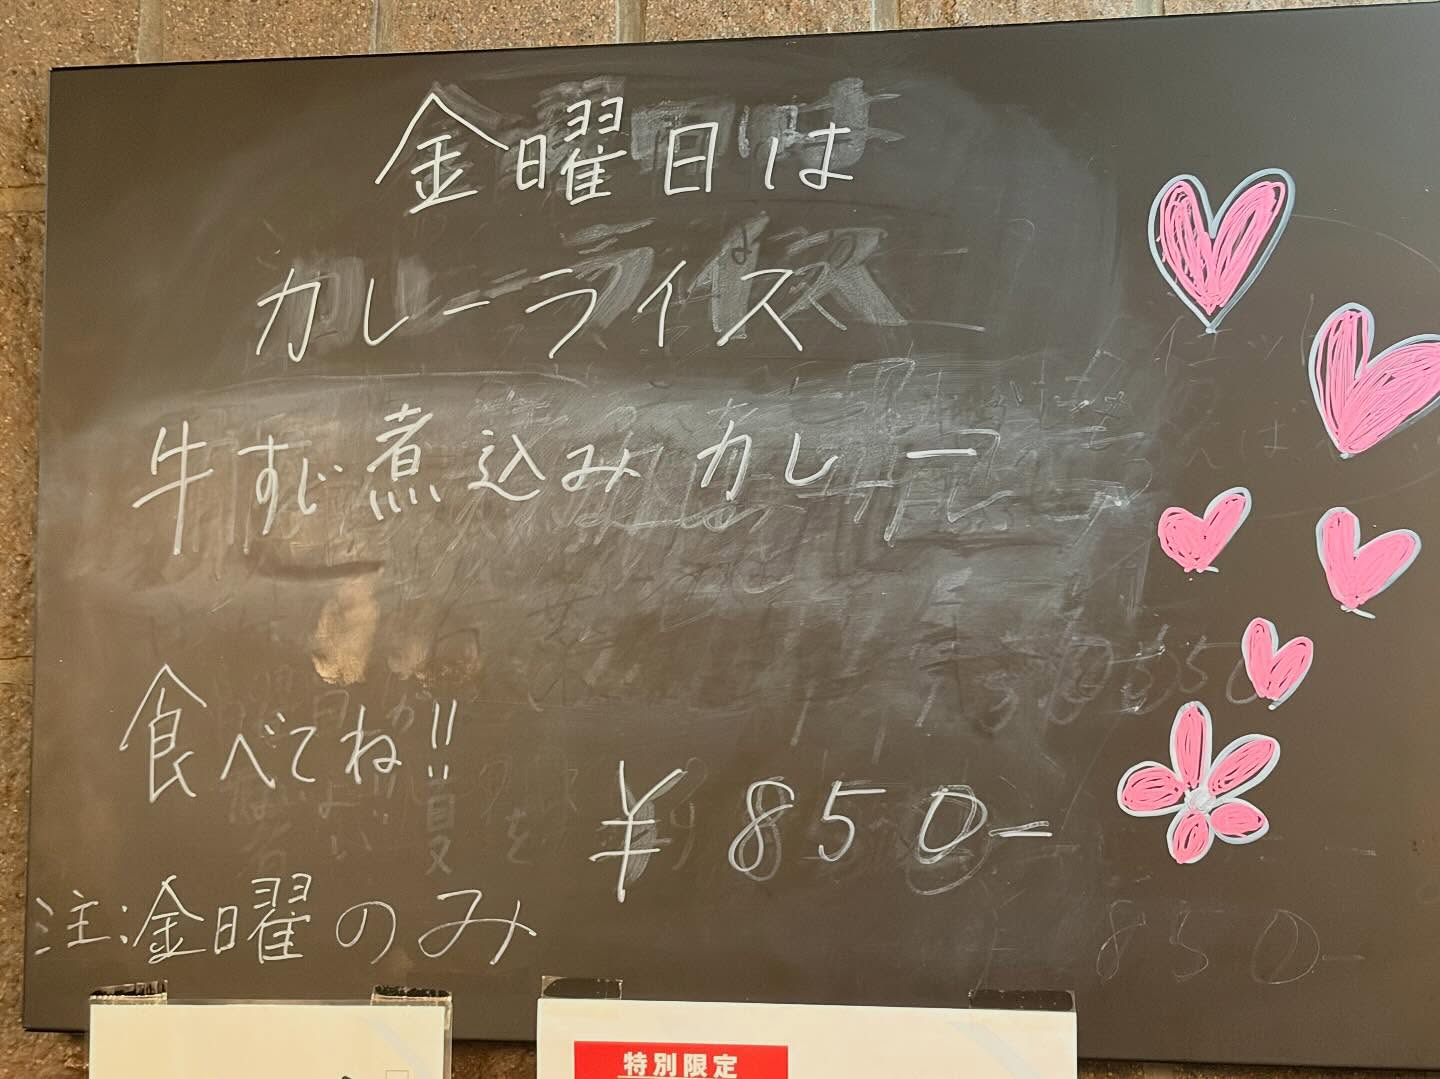 金曜日は
カレーライス
牛すじ煮込みカレー
食べてね!!
¥850-
注:金曜のみ
特別限定